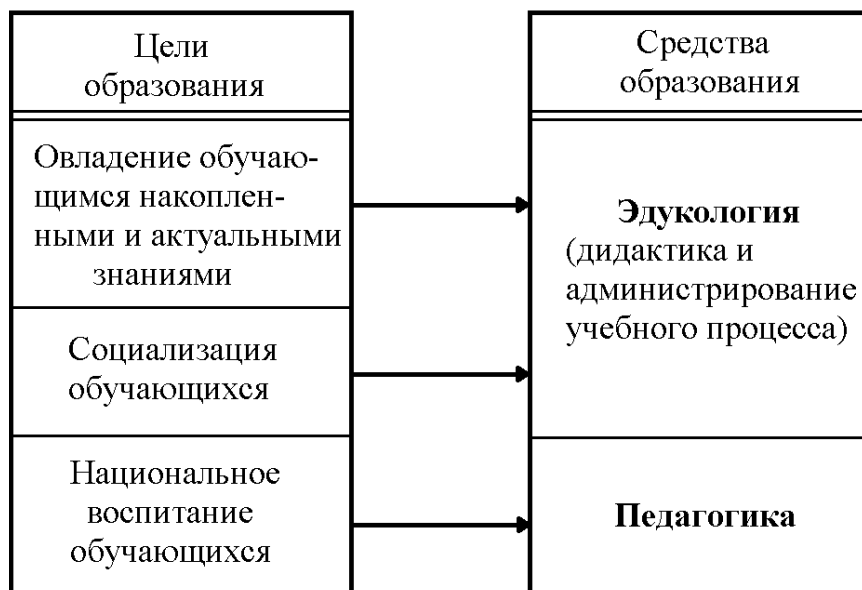 Цели
образования
Овладение обучаю-
щимся накоплен-
ными и актуальными
знаниями
Социализация
обучающихся
Национальное
воспитание
обучающихся
Средства
образования
Эдукология
(дидактика и
администрирование
учебного процесса)
Педагогика